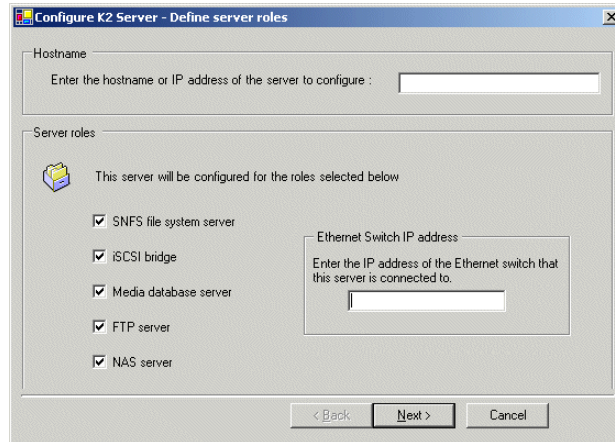 Configure K2 Server - Define server roles
Hostname
Enter the hostname or IP address of the server to configure :
Server roles
This server will be configured for the roles selected below
SNFS file system server
iSCSI bridge
Media database server
FTP server
NAS server
Ethernet Switch IP address
Enter the IP address of the Ethernet switch that
this server is connected to.
< Back
Next >
Cancel